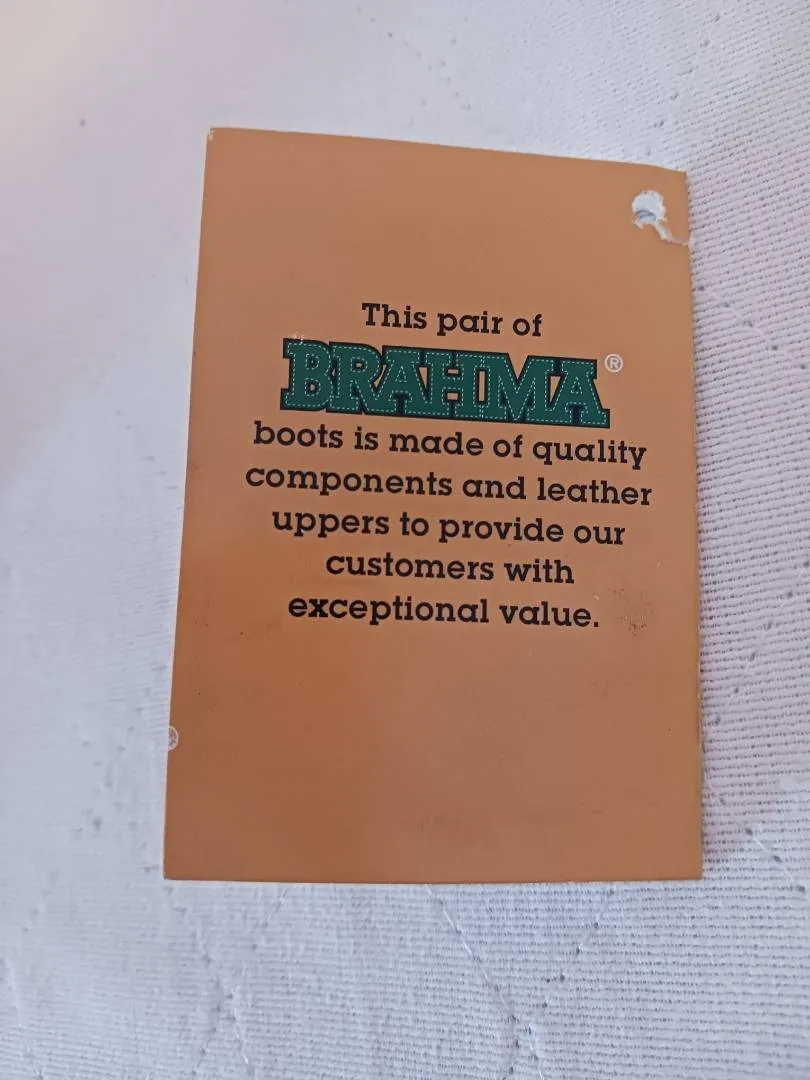 This pair of
BRAHMA®
boots is made of quality
components and leather
uppers to provide our
customers with
exceptional value.